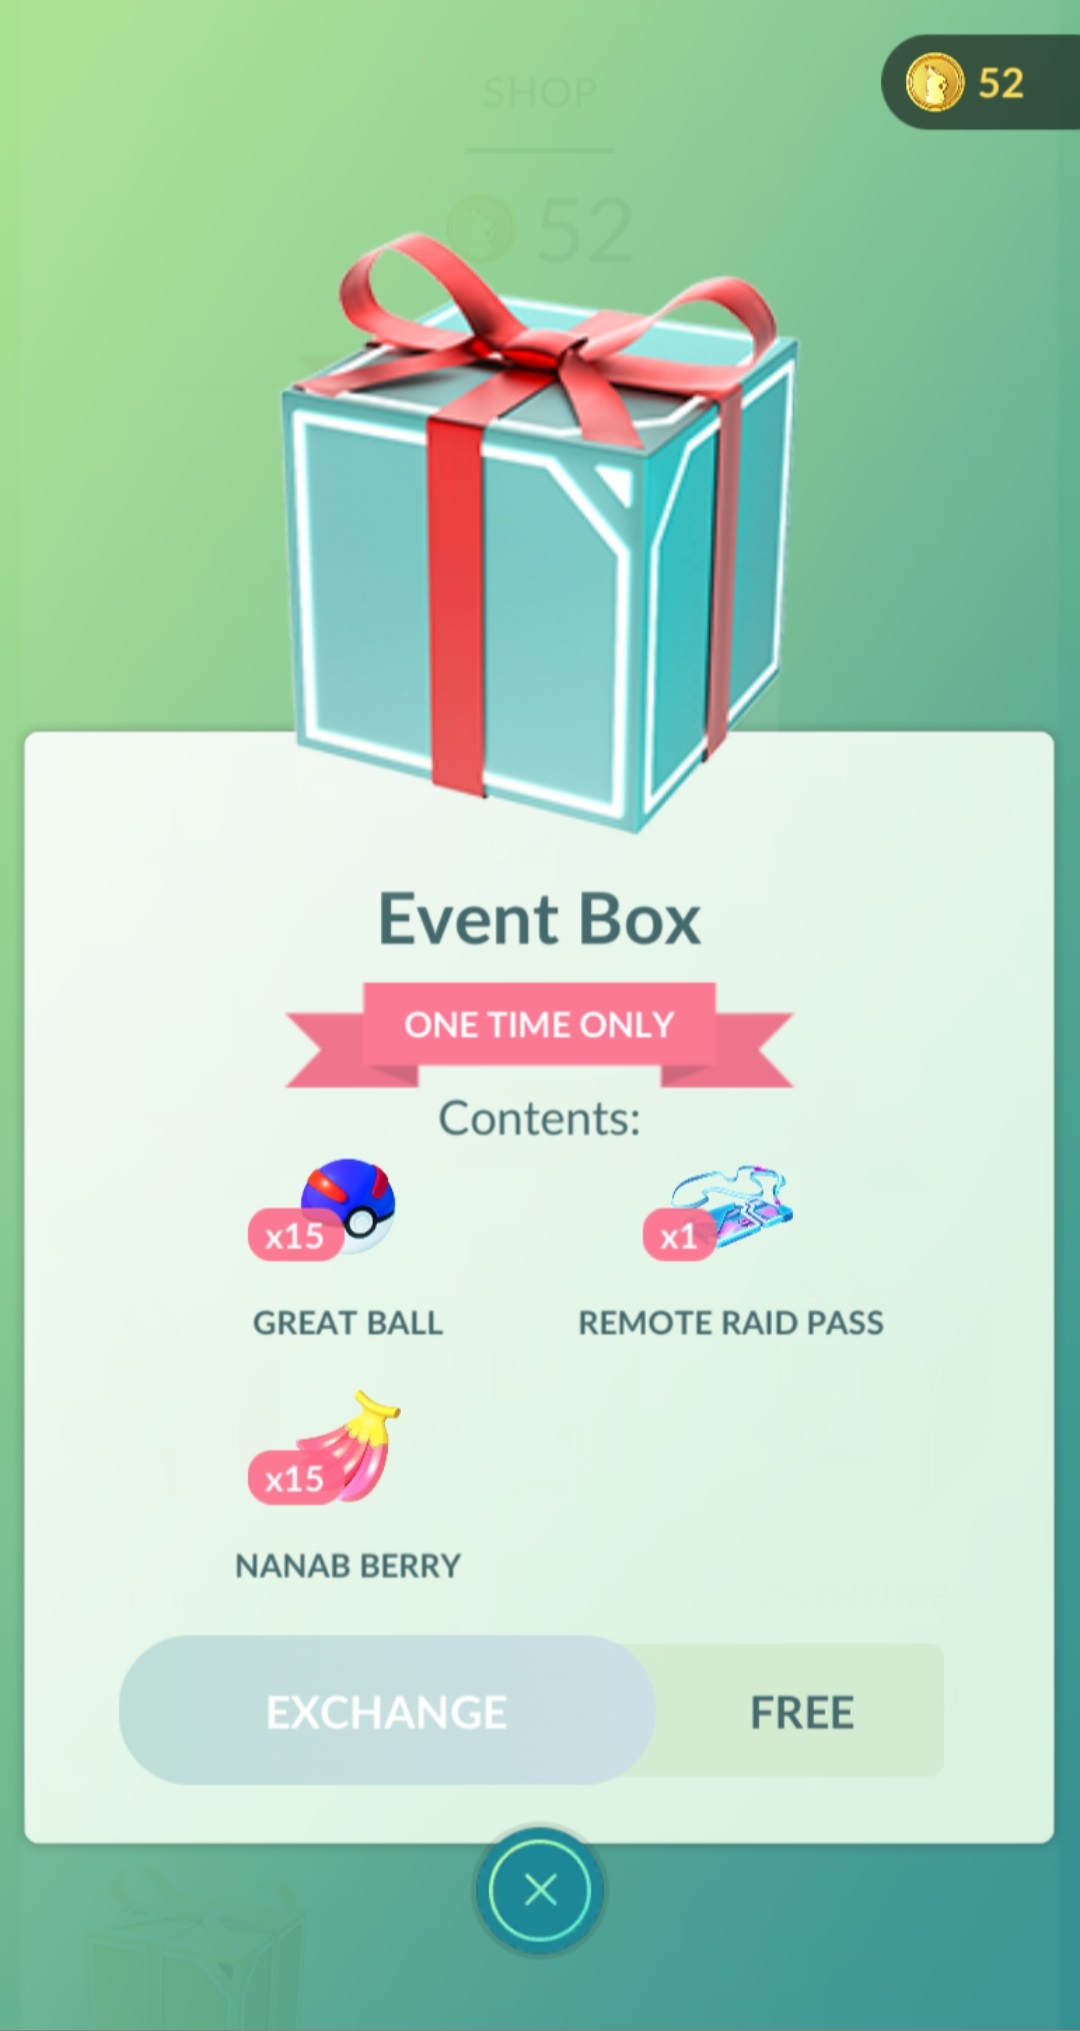 SHOP
52
52
Event Box
ONE TIME ONLY
Contents:
x15
x1
GREAT BALL
REMOTE RAID PASS
x15
NANAB BERRY
EXCHANGE
FREE